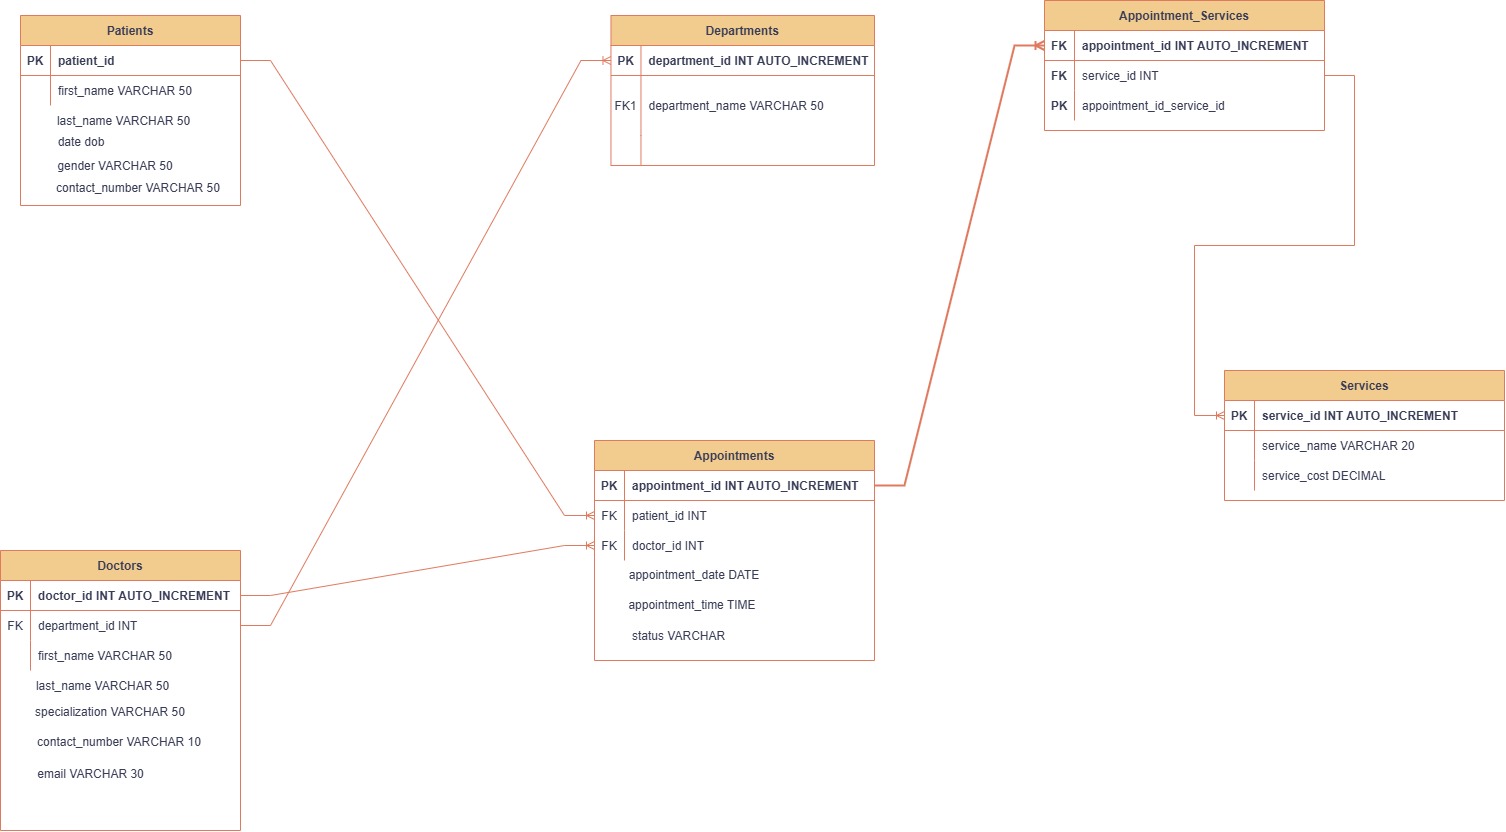 Patients
PK patient_id
first_name VARCHAR 50
last_name VARCHAR 50
date dob
gender VARCHAR 50
contact_number VARCHAR 50
Departments
PK department_id INT AUTO_INCREMENT
FK1 department_name VARCHAR 50
Appointment_Services
FK appointment_id INT AUTO_INCREMENT
FK service_id INT
PK appointment_id_service_id
Services
PK service_id INT AUTO_INCREMENT
service_name VARCHAR 20
service_cost DECIMAL
Appointments
PK appointment_id INT AUTO_INCREMENT
FK patient_id INT
FK doctor_id INT
appointment_date DATE
appointment_time TIME
status VARCHAR
Doctors
PK doctor_id INT AUTO_INCREMENT
FK department_id INT
first_name VARCHAR 50
last_name VARCHAR 50
specialization VARCHAR 50
contact_number VARCHAR 10
email VARCHAR 30